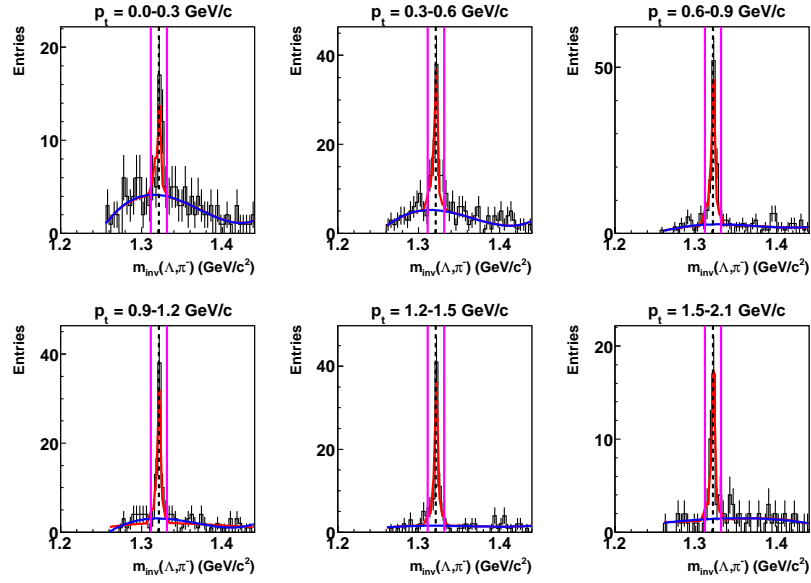 p_t = 0.0-0.3 GeV/c
p_t = 0.3-0.6 GeV/c
p_t = 0.6-0.9 GeV/c
Entries
20
10
0
1.2
1.3
1.4
m_inv(Λ,π⁻) (GeV/c²)
Entries
40
20
0
1.2
1.3
1.4
m_inv(Λ,π⁻) (GeV/c²)
Entries
50
0
1.2
1.3
1.4
m_inv(Λ,π⁻) (GeV/c²)
p_t = 0.9-1.2 GeV/c
p_t = 1.2-1.5 GeV/c
p_t = 1.5-2.1 GeV/c
Entries
40
20
0
1.2
1.3
1.4
m_inv(Λ,π⁻) (GeV/c²)
Entries
40
20
0
1.2
1.3
1.4
m_inv(Λ,π⁻) (GeV/c²)
Entries
20
10
0
1.2
1.3
1.4
m_inv(Λ,π⁻) (GeV/c²)